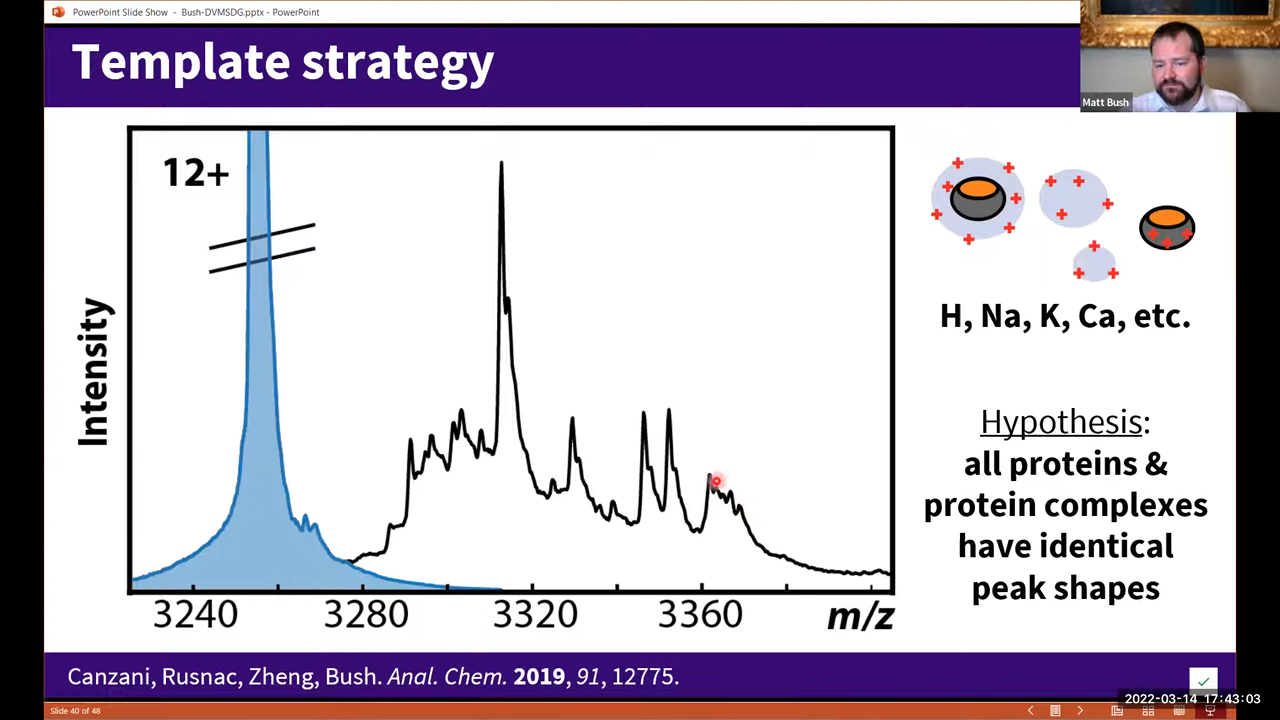 PowerPoint Slide Show - Bush-DVMSDG.pptx - PowerPoint
Template strategy
Matt Bush
12+
Intensity
3240 3280 3320 3360 m/z
H, Na, K, Ca, etc.
Hypothesis:
all proteins &
protein complexes
have identical
peak shapes
Canzani, Rusnac, Zheng, Bush. Anal. Chem. 2019, 91, 12775.
Slide 40 of 48
2022-03-14 17:43:03